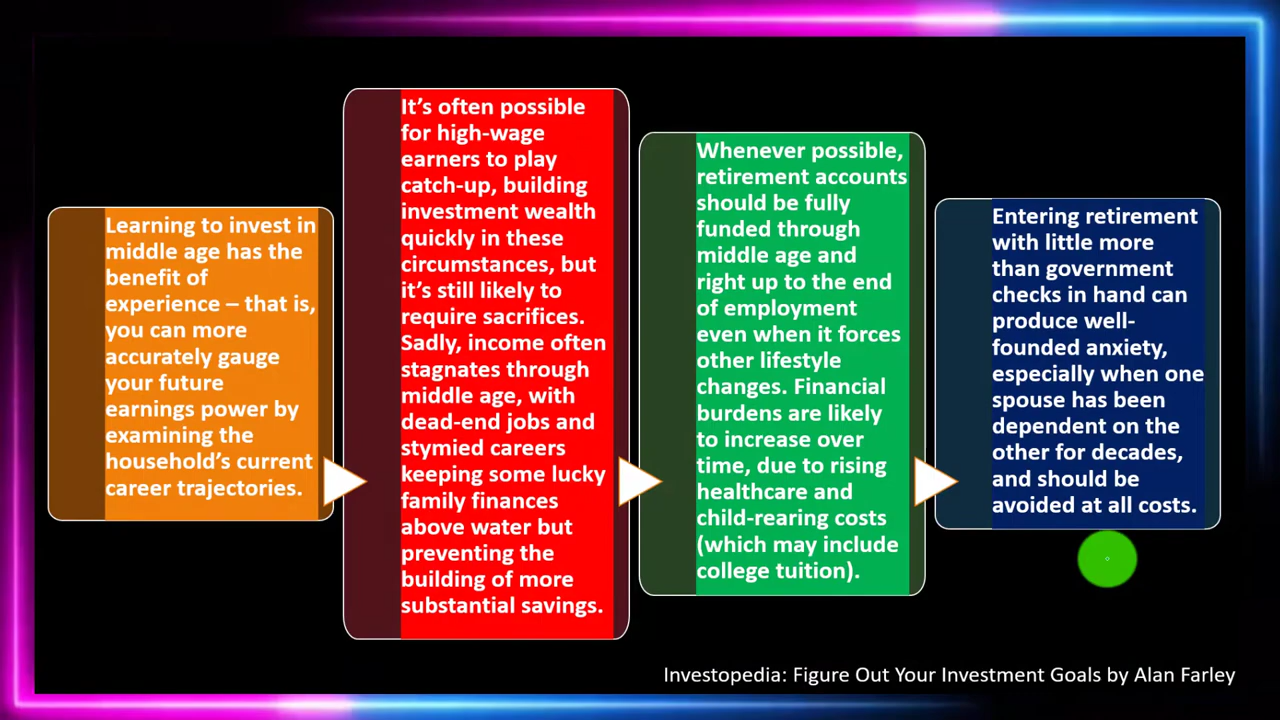 Learning to invest in
middle age has the
benefit of
experience – that is,
you can more
accurately gauge
your future
earnings power by
examining the
household’s current
career trajectories.
It’s often possible
for high-wage
earners to play
catch-up, building
investment wealth
quickly in these
circumstances, but
it’s still likely to
require sacrifices.
Sadly, income often
stagnates through
middle age, with
dead-end jobs and
stymied careers
keeping some lucky
family finances
above water but
preventing the
building of more
substantial savings.
Whenever possible,
retirement accounts
should be fully
funded through
middle age and
right up to the end
of employment
even when it forces
other lifestyle
changes. Financial
burdens are likely
to increase over
time, due to rising
healthcare and
child-rearing costs
(which may include
college tuition).
Entering retirement
with little more
than government
checks in hand can
produce well-
founded anxiety,
especially when one
spouse has been
dependent on the
other for decades,
and should be
avoided at all costs.
Investopedia: Figure Out Your Investment Goals by Alan Farley